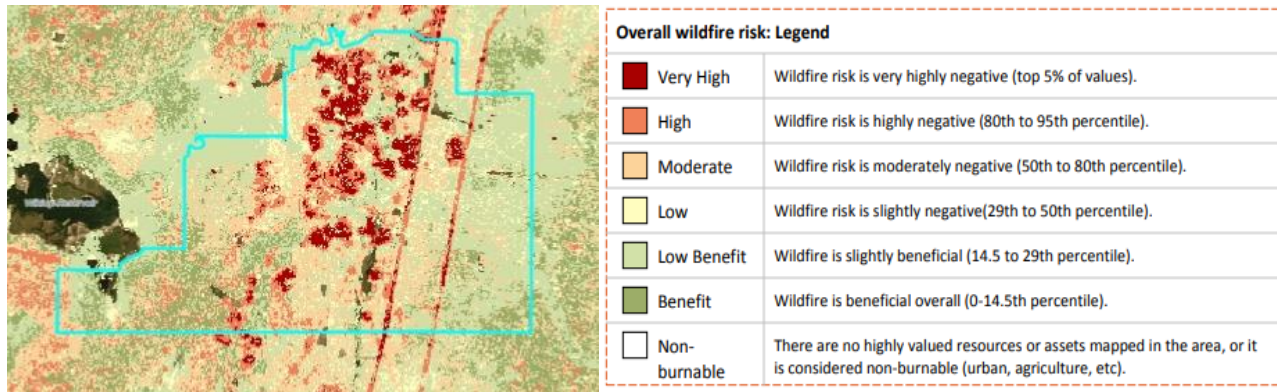 Overall wildfire risk: Legend
Very High Wildfire risk is very highly negative (top 5% of values).
High Wildfire risk is highly negative (80th to 95th percentile).
Moderate Wildfire risk is moderately negative (50th to 80th percentile).
Low Wildfire risk is slightly negative(29th to 50th percentile).
Low Benefit Wildfire is slightly beneficial (14.5 to 29th percentile).
Benefit Wildfire is beneficial overall (0-14.5th percentile).
Non-
burnable
There are no highly valued resources or assets mapped in the area, or it
is considered non-burnable (urban, agriculture, etc).